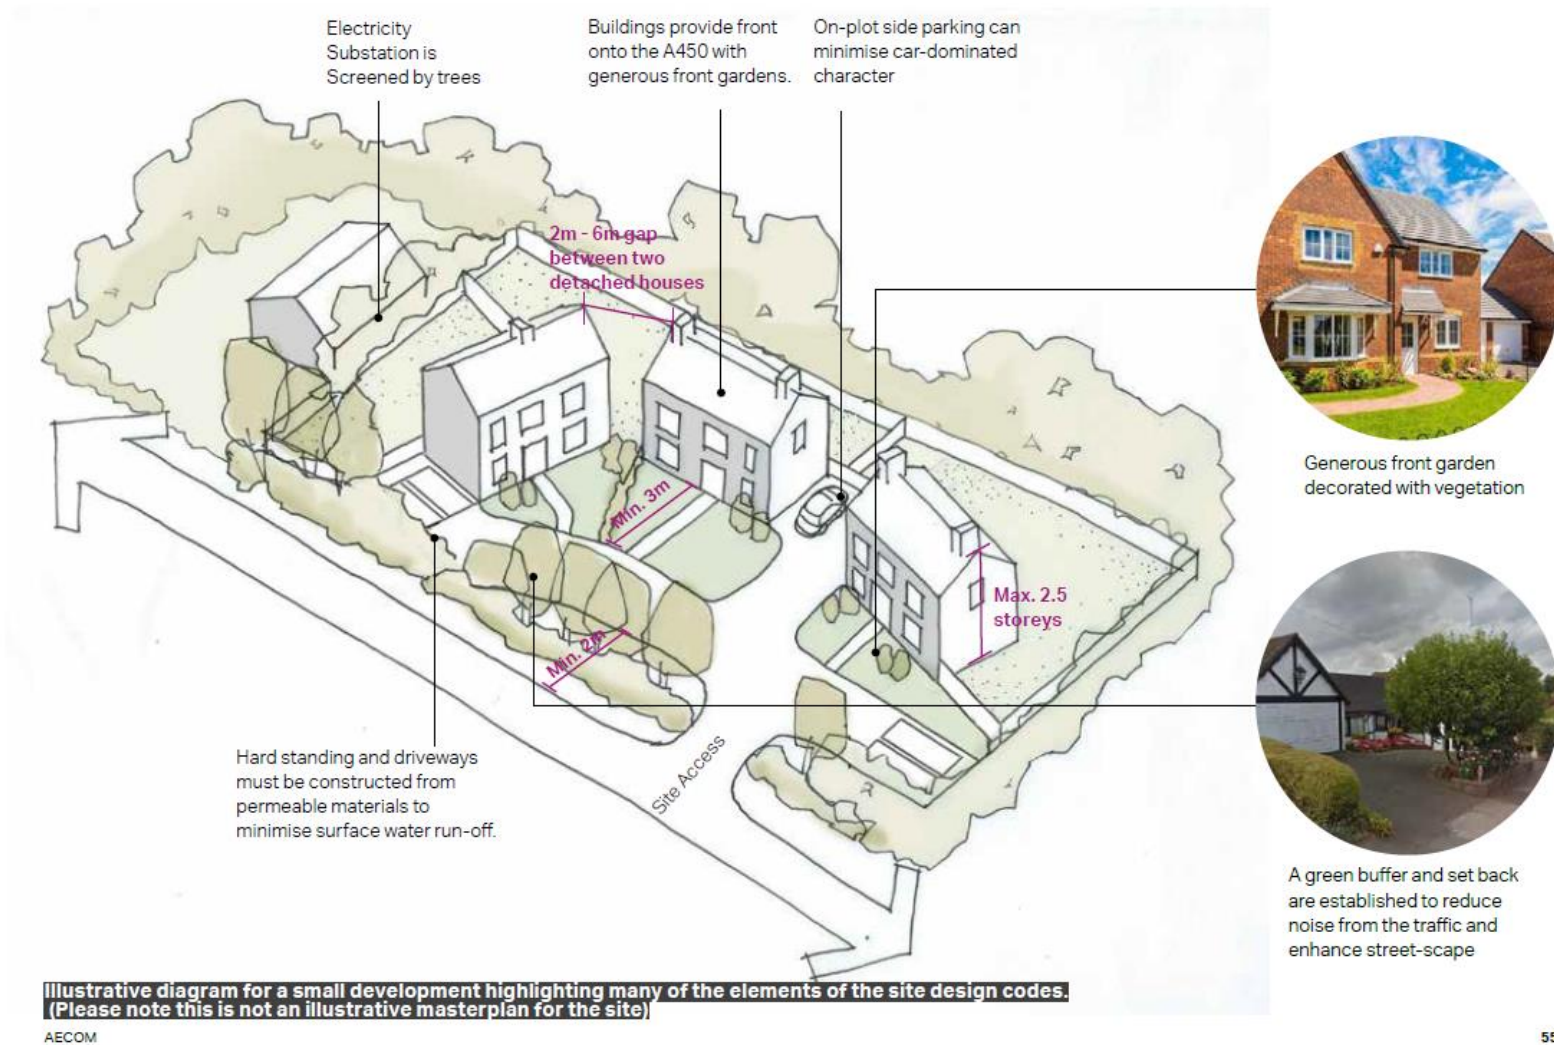 Electricity
Substation is
Screened by trees
Buildings provide front
onto the A450 with
generous front gardens.
On-plot side parking can
minimise car-dominated
character
2m - 6m gap
between two
detached houses
Min. 3m
Max. 2.5
storeys
Min. 2m
Site Access
Hard standing and driveways
must be constructed from
permeable materials to
minimise surface water run-off.
Generous front garden
decorated with vegetation
A green buffer and set back
are established to reduce
noise from the traffic and
enhance street-scape
Illustrative diagram for a small development highlighting many of the elements of the site design codes.
(Please note this is not an illustrative masterplan for the site)
AECOM
55